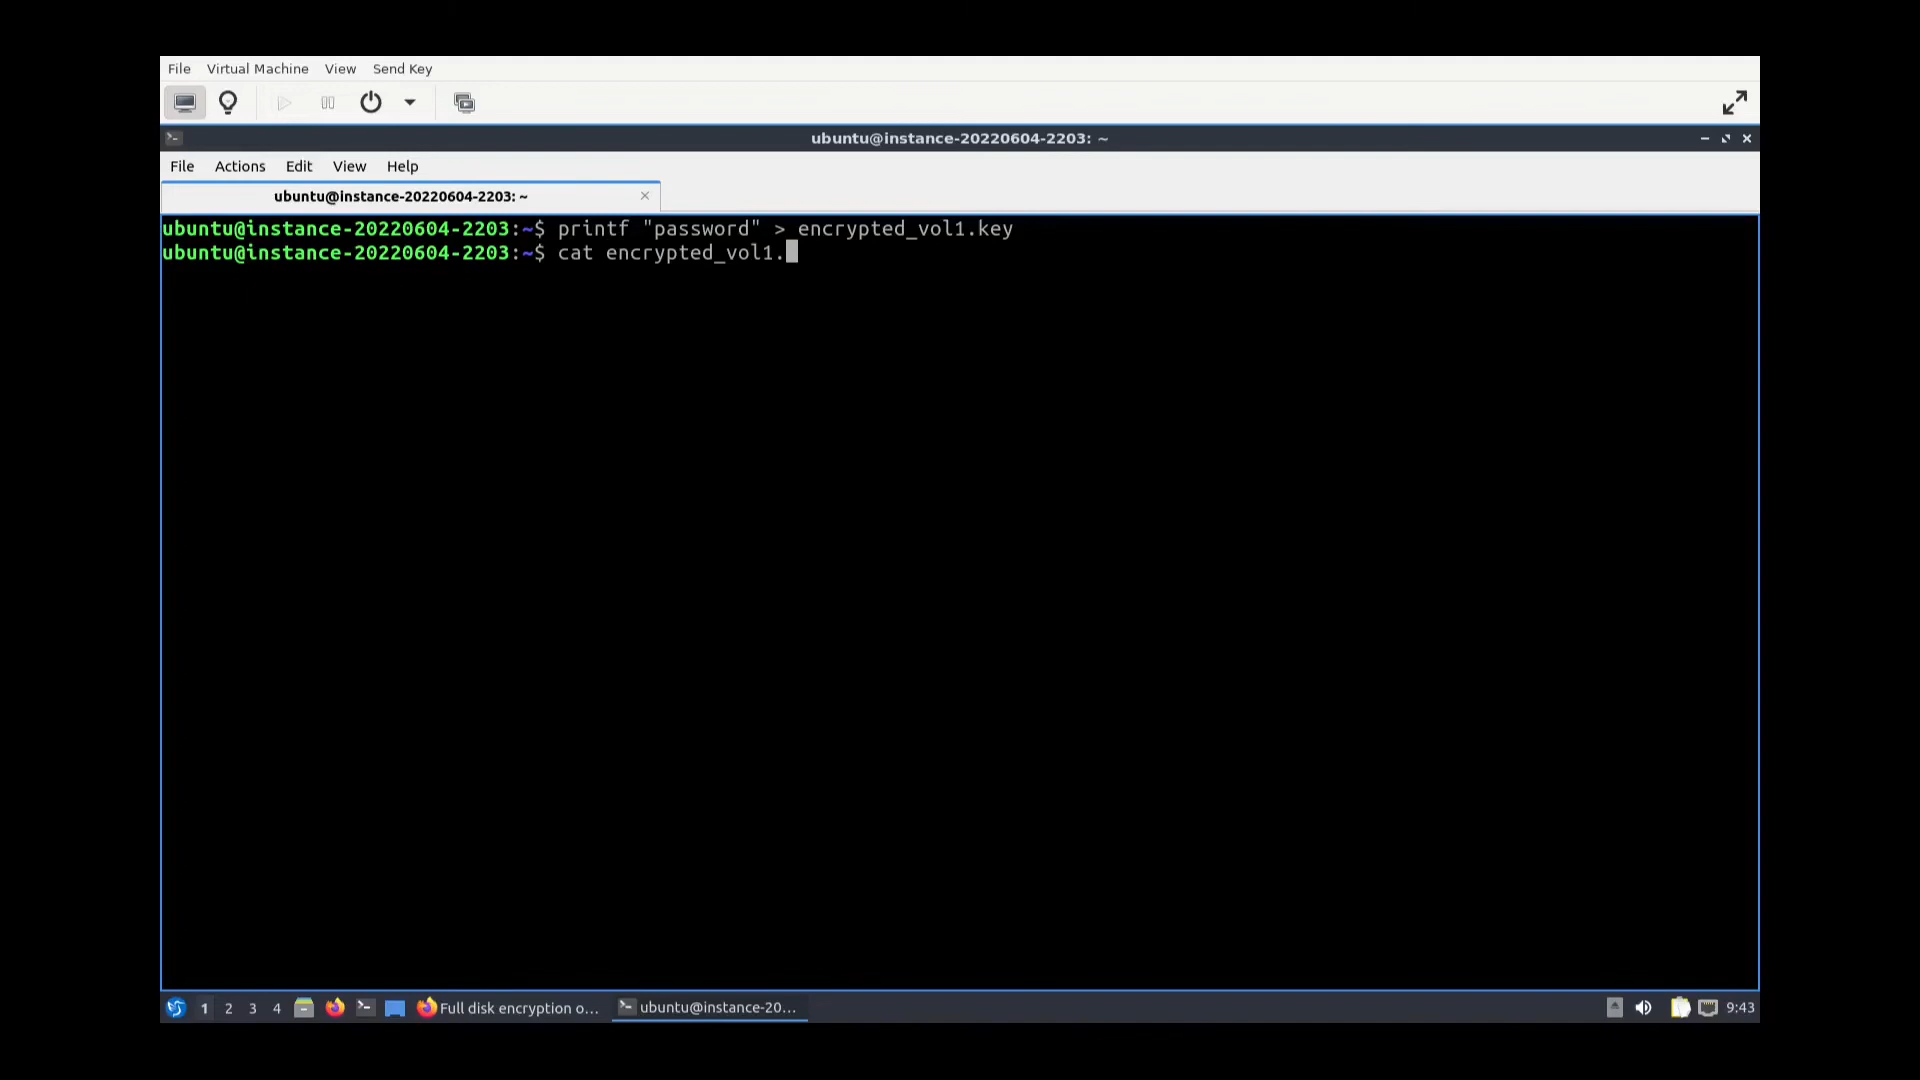 File Virtual Machine View Send Key
ubuntu@instance-20220604-2203: ~
File Actions Edit View Help
ubuntu@instance-20220604-2203: ~
ubuntu@instance-20220604-2203:~$ printf "password" > encrypted_vol1.key
ubuntu@instance-20220604-2203:~$ cat encrypted_vol1.
1 2 3 4 Full disk encryption o... ubuntu@instance-20... 9:43